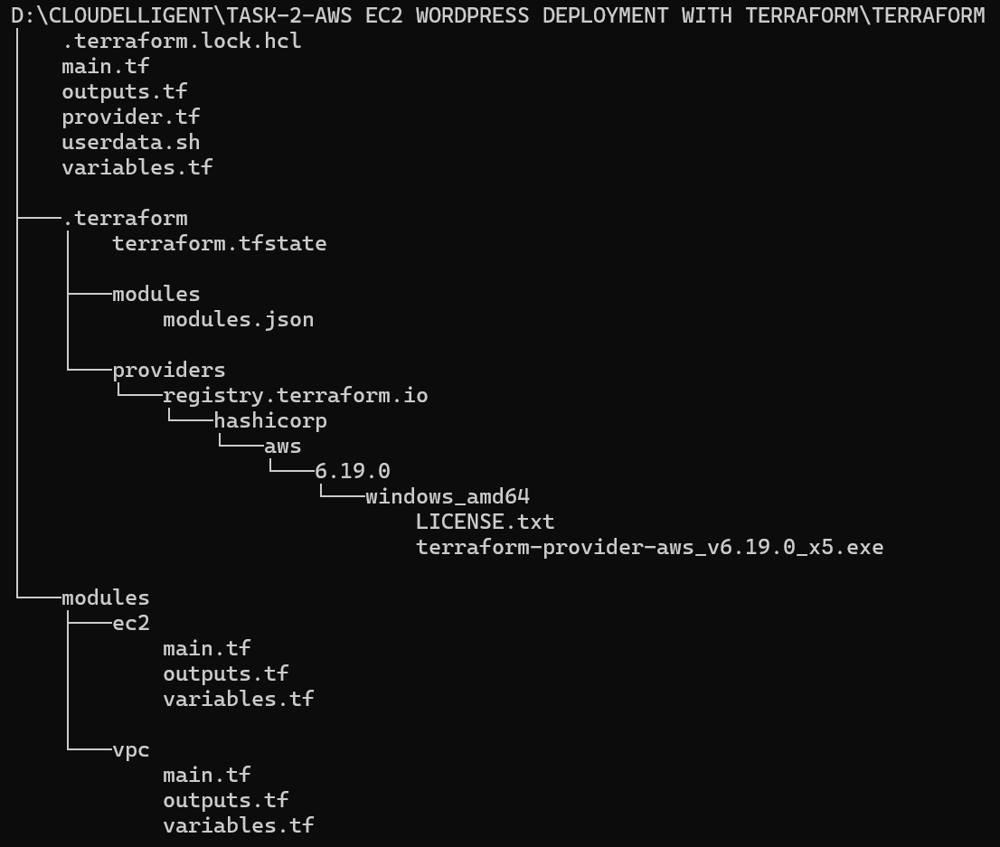 D:\CLOUDELLIGENT\TASK-2-AWS EC2 WORDPRESS DEPLOYMENT WITH TERRAFORM\TERRAFORM
.terraform.lock.hcl
main.tf
outputs.tf
provider.tf
userdata.sh
variables.tf
.terraform
terraform.tfstate
modules
modules.json
providers
registry.terraform.io
hashicorp
aws
6.19.0
windows_amd64
LICENSE.txt
terraform-provider-aws_v6.19.0_x5.exe
modules
ec2
main.tf
outputs.tf
variables.tf
vpc
main.tf
outputs.tf
variables.tf